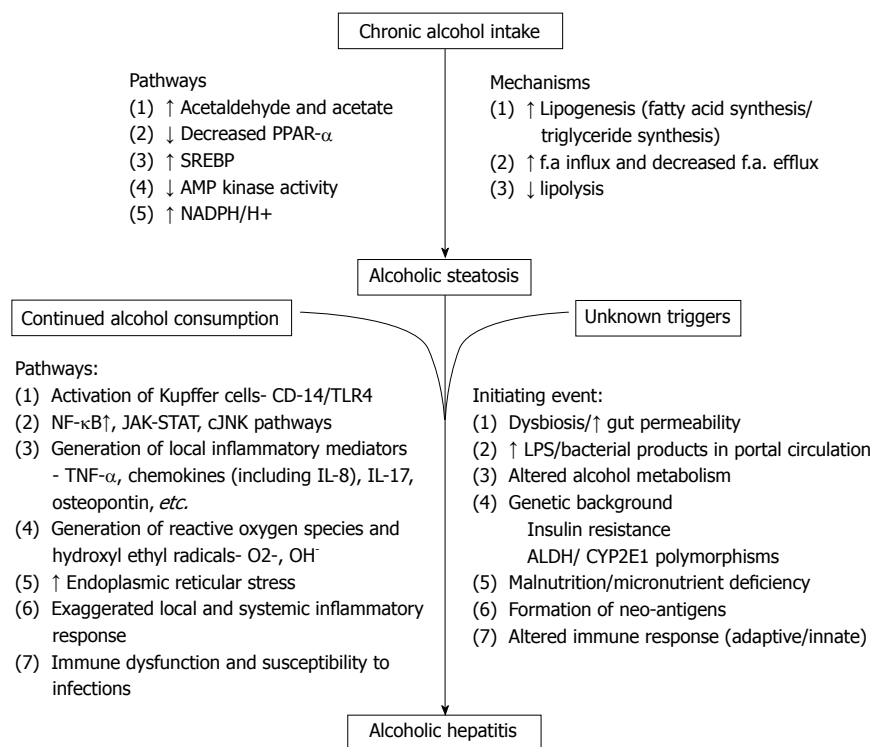 Chronic alcohol intake
Pathways
(1) ↑ Acetaldehyde and acetate
(2) ↓ Decreased PPAR-α
(3) ↑ SREBP
(4) ↓ AMP kinase activity
(5) ↑ NADPH/H+
Mechanisms
(1) ↑ Lipogenesis (fatty acid synthesis/
triglyceride synthesis)
(2) ↑ f.a influx and decreased f.a. efflux
(3) ↓ lipolysis
Alcoholic steatosis
Continued alcohol consumption
Unknown triggers
Pathways:
(1) Activation of Kupffer cells- CD-14/TLR4
(2) NF-κB↑, JAK-STAT, cJNK pathways
(3) Generation of local inflammatory mediators
- TNF-α, chemokines (including IL-8), IL-17,
osteopontin, etc.
(4) Generation of reactive oxygen species and
hydroxyl ethyl radicals- O2-, OH⁻
(5) ↑ Endoplasmic reticular stress
(6) Exaggerated local and systemic inflammatory
response
(7) Immune dysfunction and susceptibility to
infections
Initiating event:
(1) Dysbiosis/↑ gut permeability
(2) ↑ LPS/bacterial products in portal circulation
(3) Altered alcohol metabolism
(4) Genetic background
Insulin resistance
ALDH/ CYP2E1 polymorphisms
(5) Malnutrition/micronutrient deficiency
(6) Formation of neo-antigens
(7) Altered immune response (adaptive/innate)
Alcoholic hepatitis